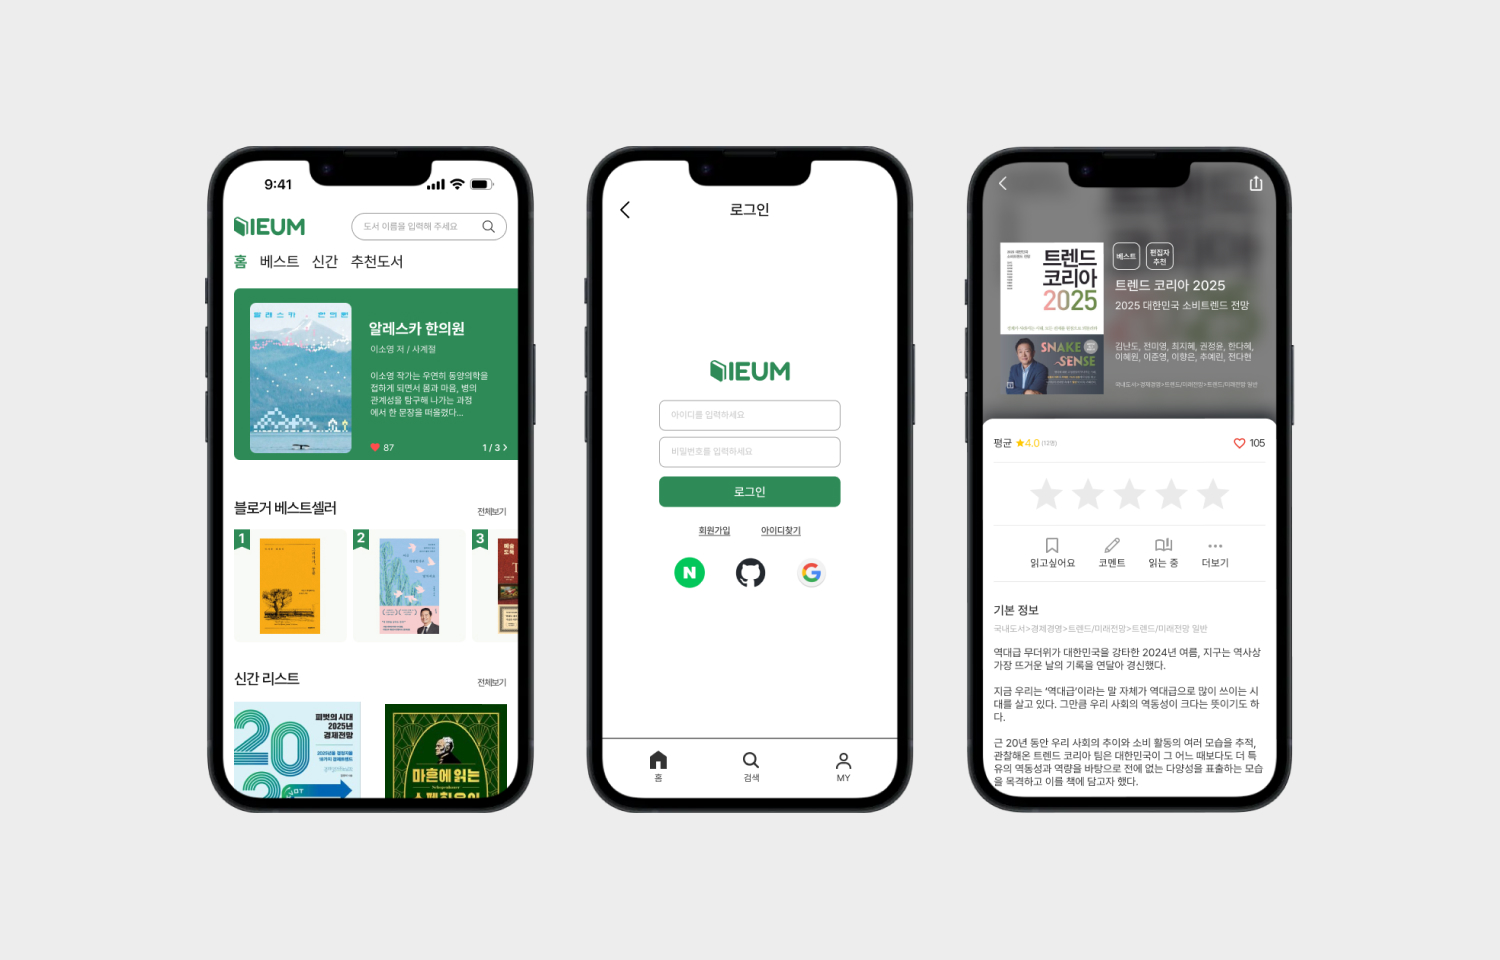 9:41
IEUM
도서 이름을 입력해 주세요
홈 베스트 신간 추천도서
알레스카 한의원
알레스카 한의원
이소영 저 / 사계절
이소영 작가는 우연히 동양의학을
접하게 되면서 몸과 마음, 병의
관계성을 탐구해 나가는 과정
에서 한 문장을 떠올렸다...
87
1 / 3
블로거 베스트셀러
전체보기
1
2
3
신간 리스트
전체보기
피벗의 시대
2025년
경제전망
마흔에 읽는
쇼펜하우어
로그인
IEUM
아이디를 입력하세요
비밀번호를 입력하세요
로그인
회원가입
아이디찾기
N
G
홈
검색
MY
트렌드
코리아
2025
SNAKE
SENSE
베스트
편집자
추천
트렌드 코리아 2025
2025 대한민국 소비트렌드 전망
김난도, 전미영, 최지혜, 권정윤, 한다혜,
이혜원, 이준영, 이향은, 추예린, 전다현
국내도서>경제경영>트렌드/미래전망>트렌드/미래전망 일반
평균 ★4.0 (12명)
105
읽고싶어요
코멘트
읽는 중
더보기
기본 정보
국내도서>경제경영>트렌드/미래전망>트렌드/미래전망 일반
역대급 무더위가 대한민국을 강타한 2024년 여름, 지구는 역사상
가장 뜨거운 날의 기록을 연달아 경신했다.
지금 우리는 ‘역대급’이라는 말 자체가 역대급으로 많이 쓰이는 시
대를 살고 있다. 그만큼 우리 사회의 역동성이 크다는 뜻이기도 하
다.
근 20년 동안 우리 사회의 추이와 소비 활동의 여러 모습을 추적,
관찰해온 트렌드 코리아 팀은 대한민국이 그 어느 때보다도 더 특
유의 역동성과 역량을 바탕으로 전에 없는 다양성을 표출하는 모습
을 목격하고 이를 책에 담고자 했다.